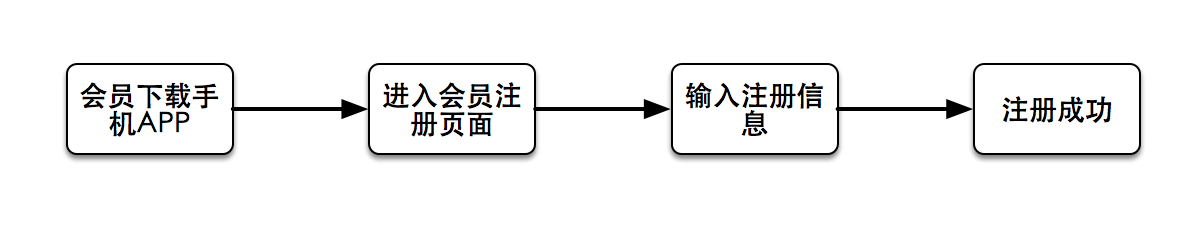 会员下载手
机APP
进入会员注
册页面
输入注册信
息
注册成功